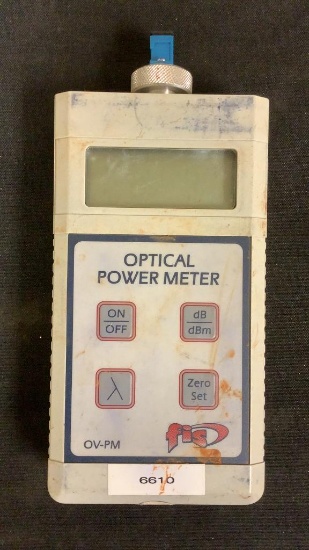 OPTICAL
POWER METER
ON
OFF
dB
dBm
λ
Zero
Set
fis
OV-PM
6610